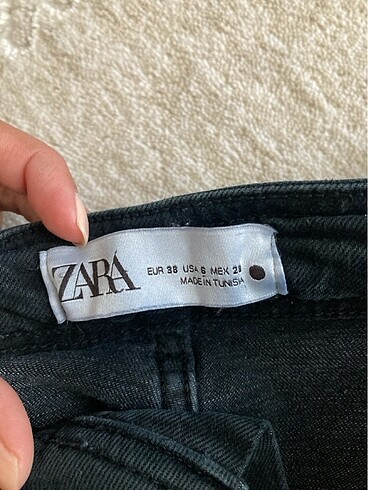 ZARA
EUR 38 USA 6 MEX 28
MADE IN TUNISIA